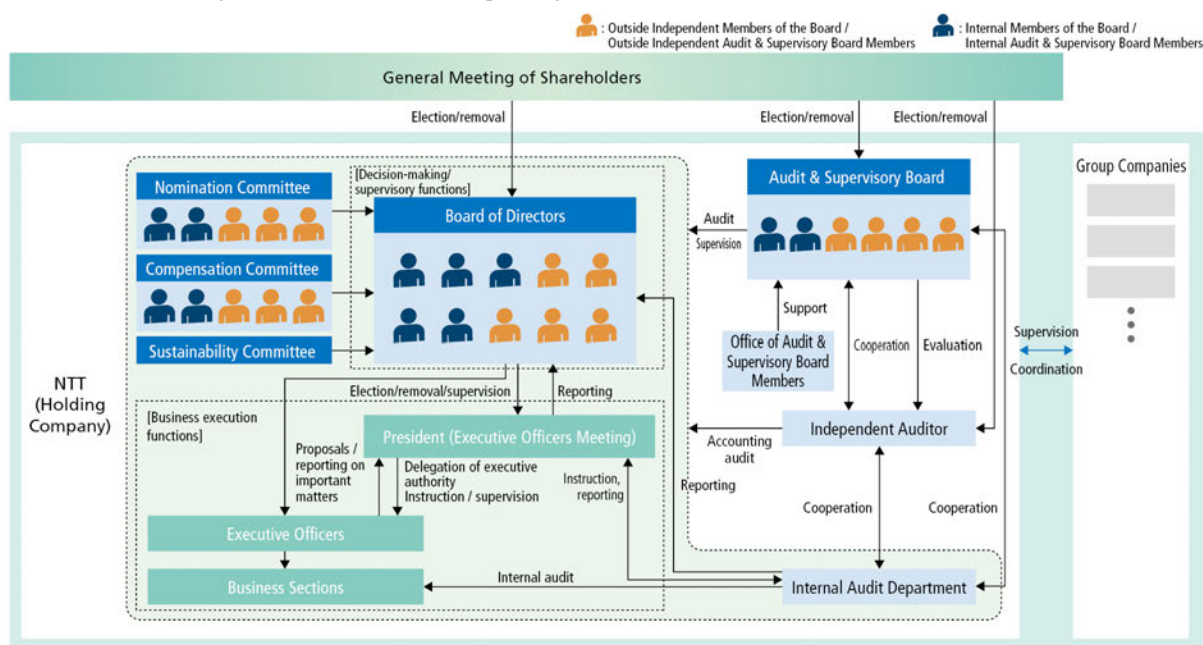 : Outside Independent Members of the Board /
Outside Independent Audit & Supervisory Board Members
: Internal Members of the Board /
Internal Audit & Supervisory Board Members
General Meeting of Shareholders
Election/removal
Election/removal
Election/removal
NTT
(Holding
Company)
[Decision-making/
supervisory functions]
Nomination Committee
Compensation Committee
Sustainability Committee
Board of Directors
Audit
Supervision
Audit & Supervisory Board
Support
Office of Audit &
Supervisory Board
Members
Cooperation
Evaluation
Group Companies
Supervision
Coordination
Election/removal/supervision
Reporting
[Business execution
functions]
President (Executive Officers Meeting)
Proposals /
reporting on
important
matters
Delegation of executive
authority
Instruction / supervision
Instruction,
reporting
Reporting
Accounting
audit
Independent Auditor
Cooperation
Cooperation
Executive Officers
Business Sections
Internal audit
Internal Audit Department